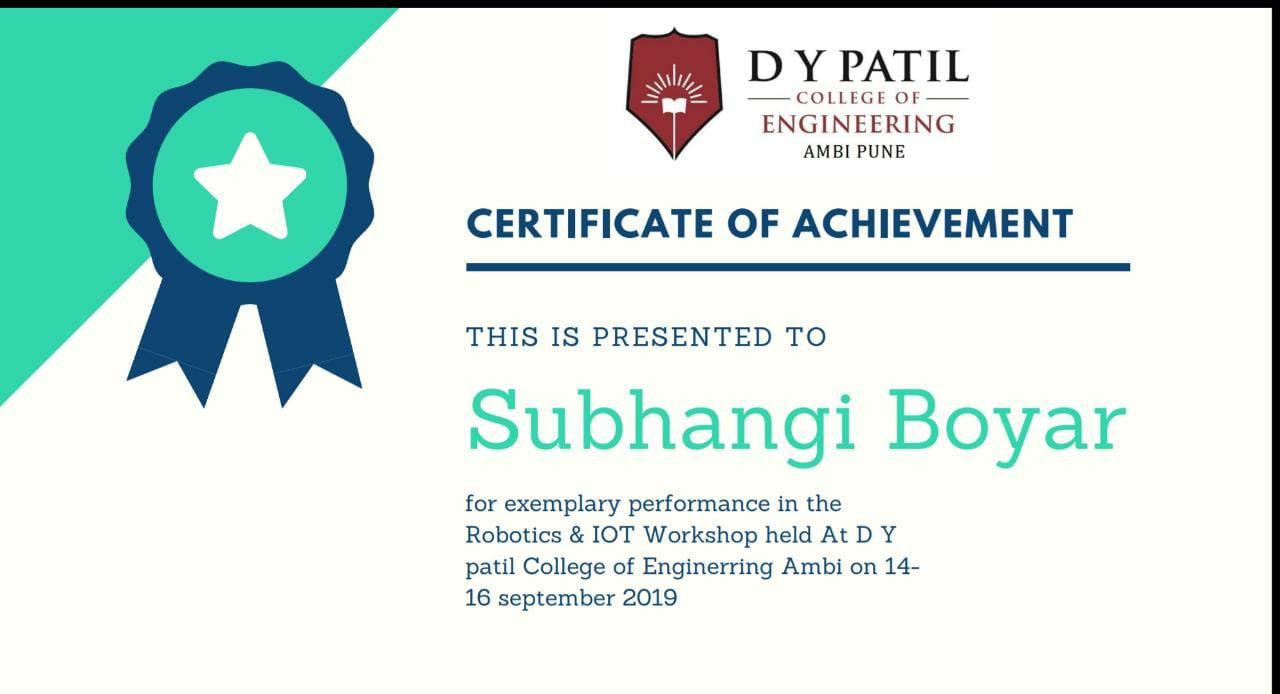 D Y PATIL
COLLEGE OF
ENGINEERING
AMBI PUNE
CERTIFICATE OF ACHIEVEMENT
THIS IS PRESENTED TO
Subhangi Boyar
for exemplary performance in the
Robotics & IOT Workshop held At D Y
patil College of Enginerring Ambi on 14-
16 september 2019